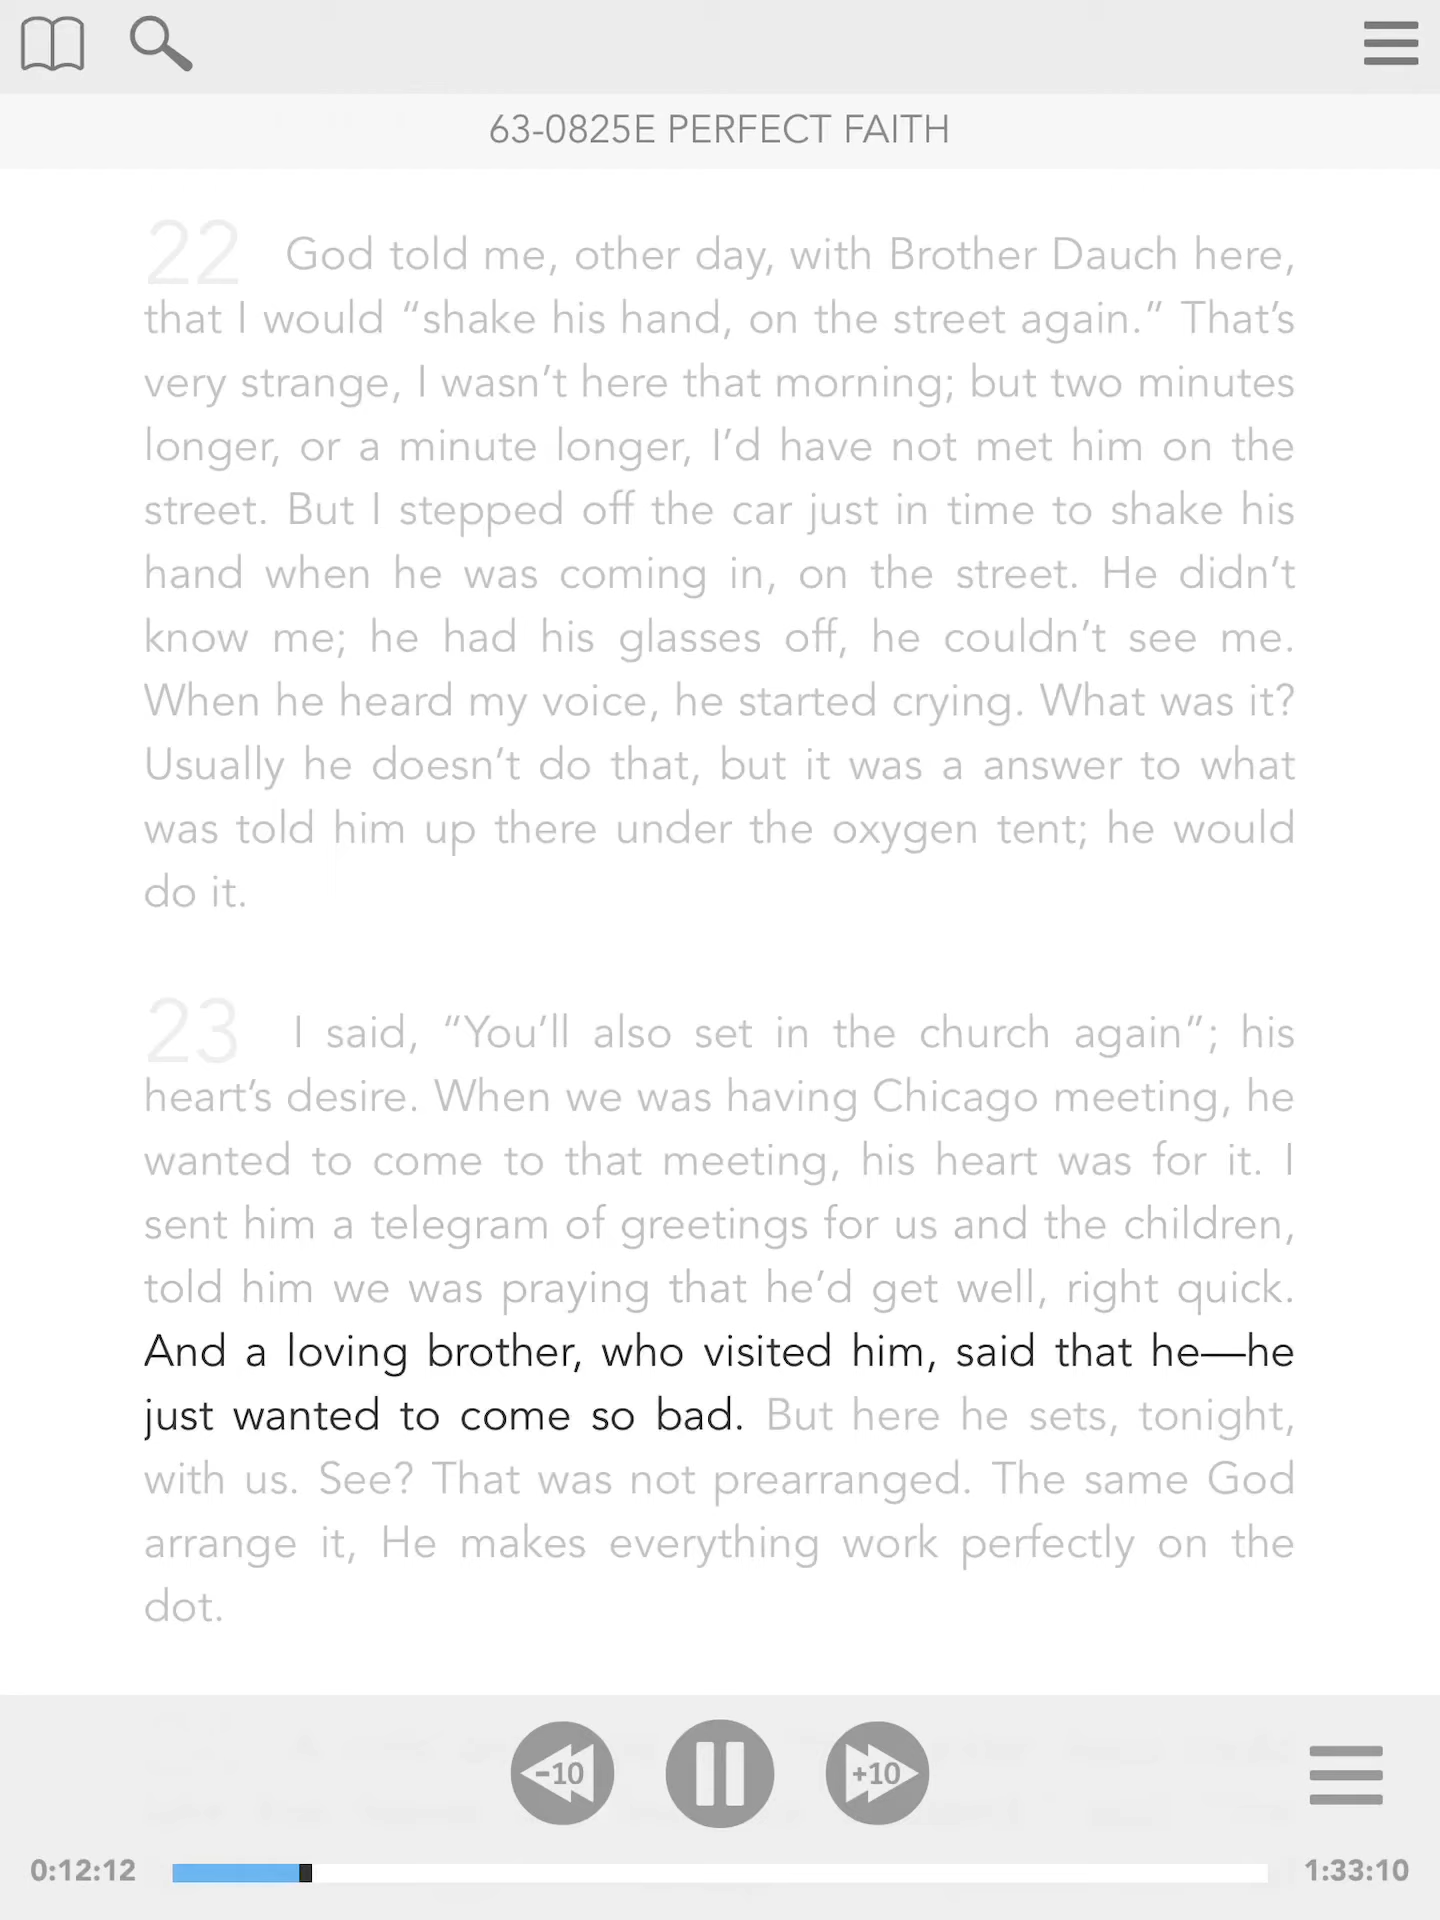 63-0825E PERFECT FAITH
22 God told me, other day, with Brother Dauch here,
that I would “shake his hand, on the street again.” That’s
very strange, I wasn’t here that morning; but two minutes
longer, or a minute longer, I’d have not met him on the
street. But I stepped off the car just in time to shake his
hand when he was coming in, on the street. He didn’t
know me; he had his glasses off, he couldn’t see me.
When he heard my voice, he started crying. What was it?
Usually he doesn’t do that, but it was a answer to what
was told him up there under the oxygen tent; he would
do it.
23 I said, “You’ll also set in the church again”; his
heart’s desire. When we was having Chicago meeting, he
wanted to come to that meeting, his heart was for it. I
sent him a telegram of greetings for us and the children,
told him we was praying that he’d get well, right quick.
And a loving brother, who visited him, said that he—he
just wanted to come so bad. But here he sets, tonight,
with us. See? That was not prearranged. The same God
arrange it, He makes everything work perfectly on the
dot.
-10 +10
0:12:12 1:33:10